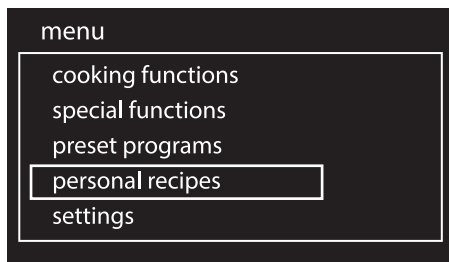 menu
cooking functions
special functions
preset programs
personal recipes
settings